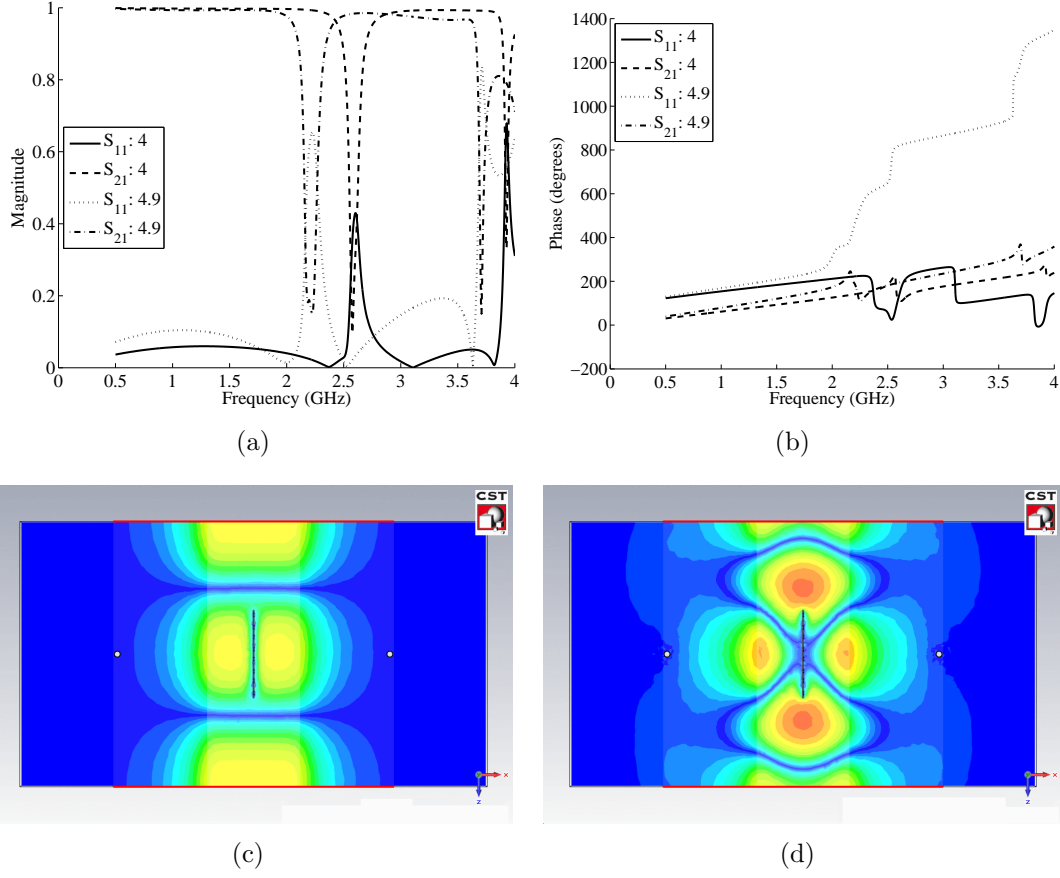 1
0.8
0.6
0.4
0.2
0
Magnitude
S11: 4
S21: 4
S11: 4.9
S21: 4.9
0 0.5 1 1.5 2 2.5 3 3.5 4
Frequency (GHz)
(a)
1400
1200
1000
800
600
400
200
0
−200
Phase (degrees)
S11: 4
S21: 4
S11: 4.9
S21: 4.9
0 0.5 1 1.5 2 2.5 3 3.5 4
Frequency (GHz)
(b)
CST
x
z
(c)
CST
x
z
(d)